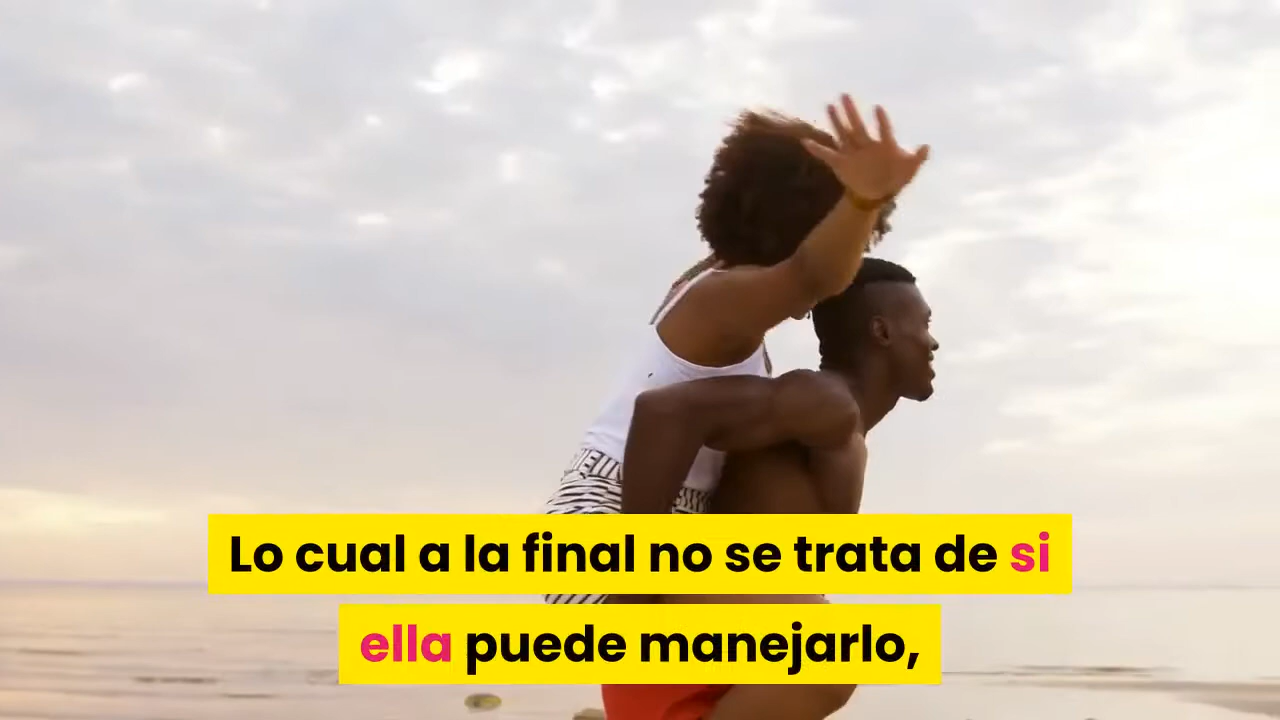 Lo cual a la final no se trata de si
ella puede manejarlo,